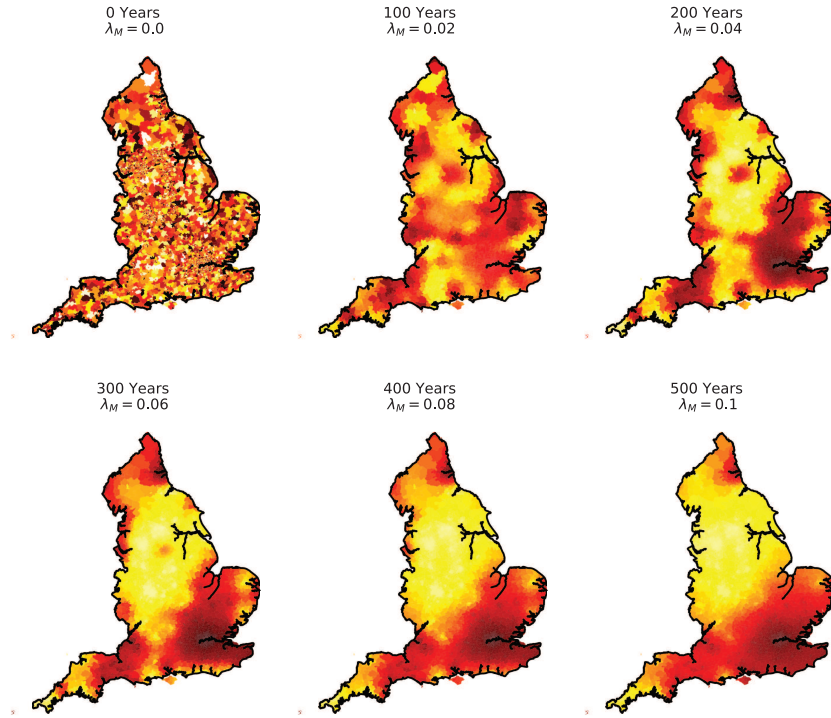 0 Years
λ_M = 0.0
100 Years
λ_M = 0.02
200 Years
λ_M = 0.04
300 Years
λ_M = 0.06
400 Years
λ_M = 0.08
500 Years
λ_M = 0.1